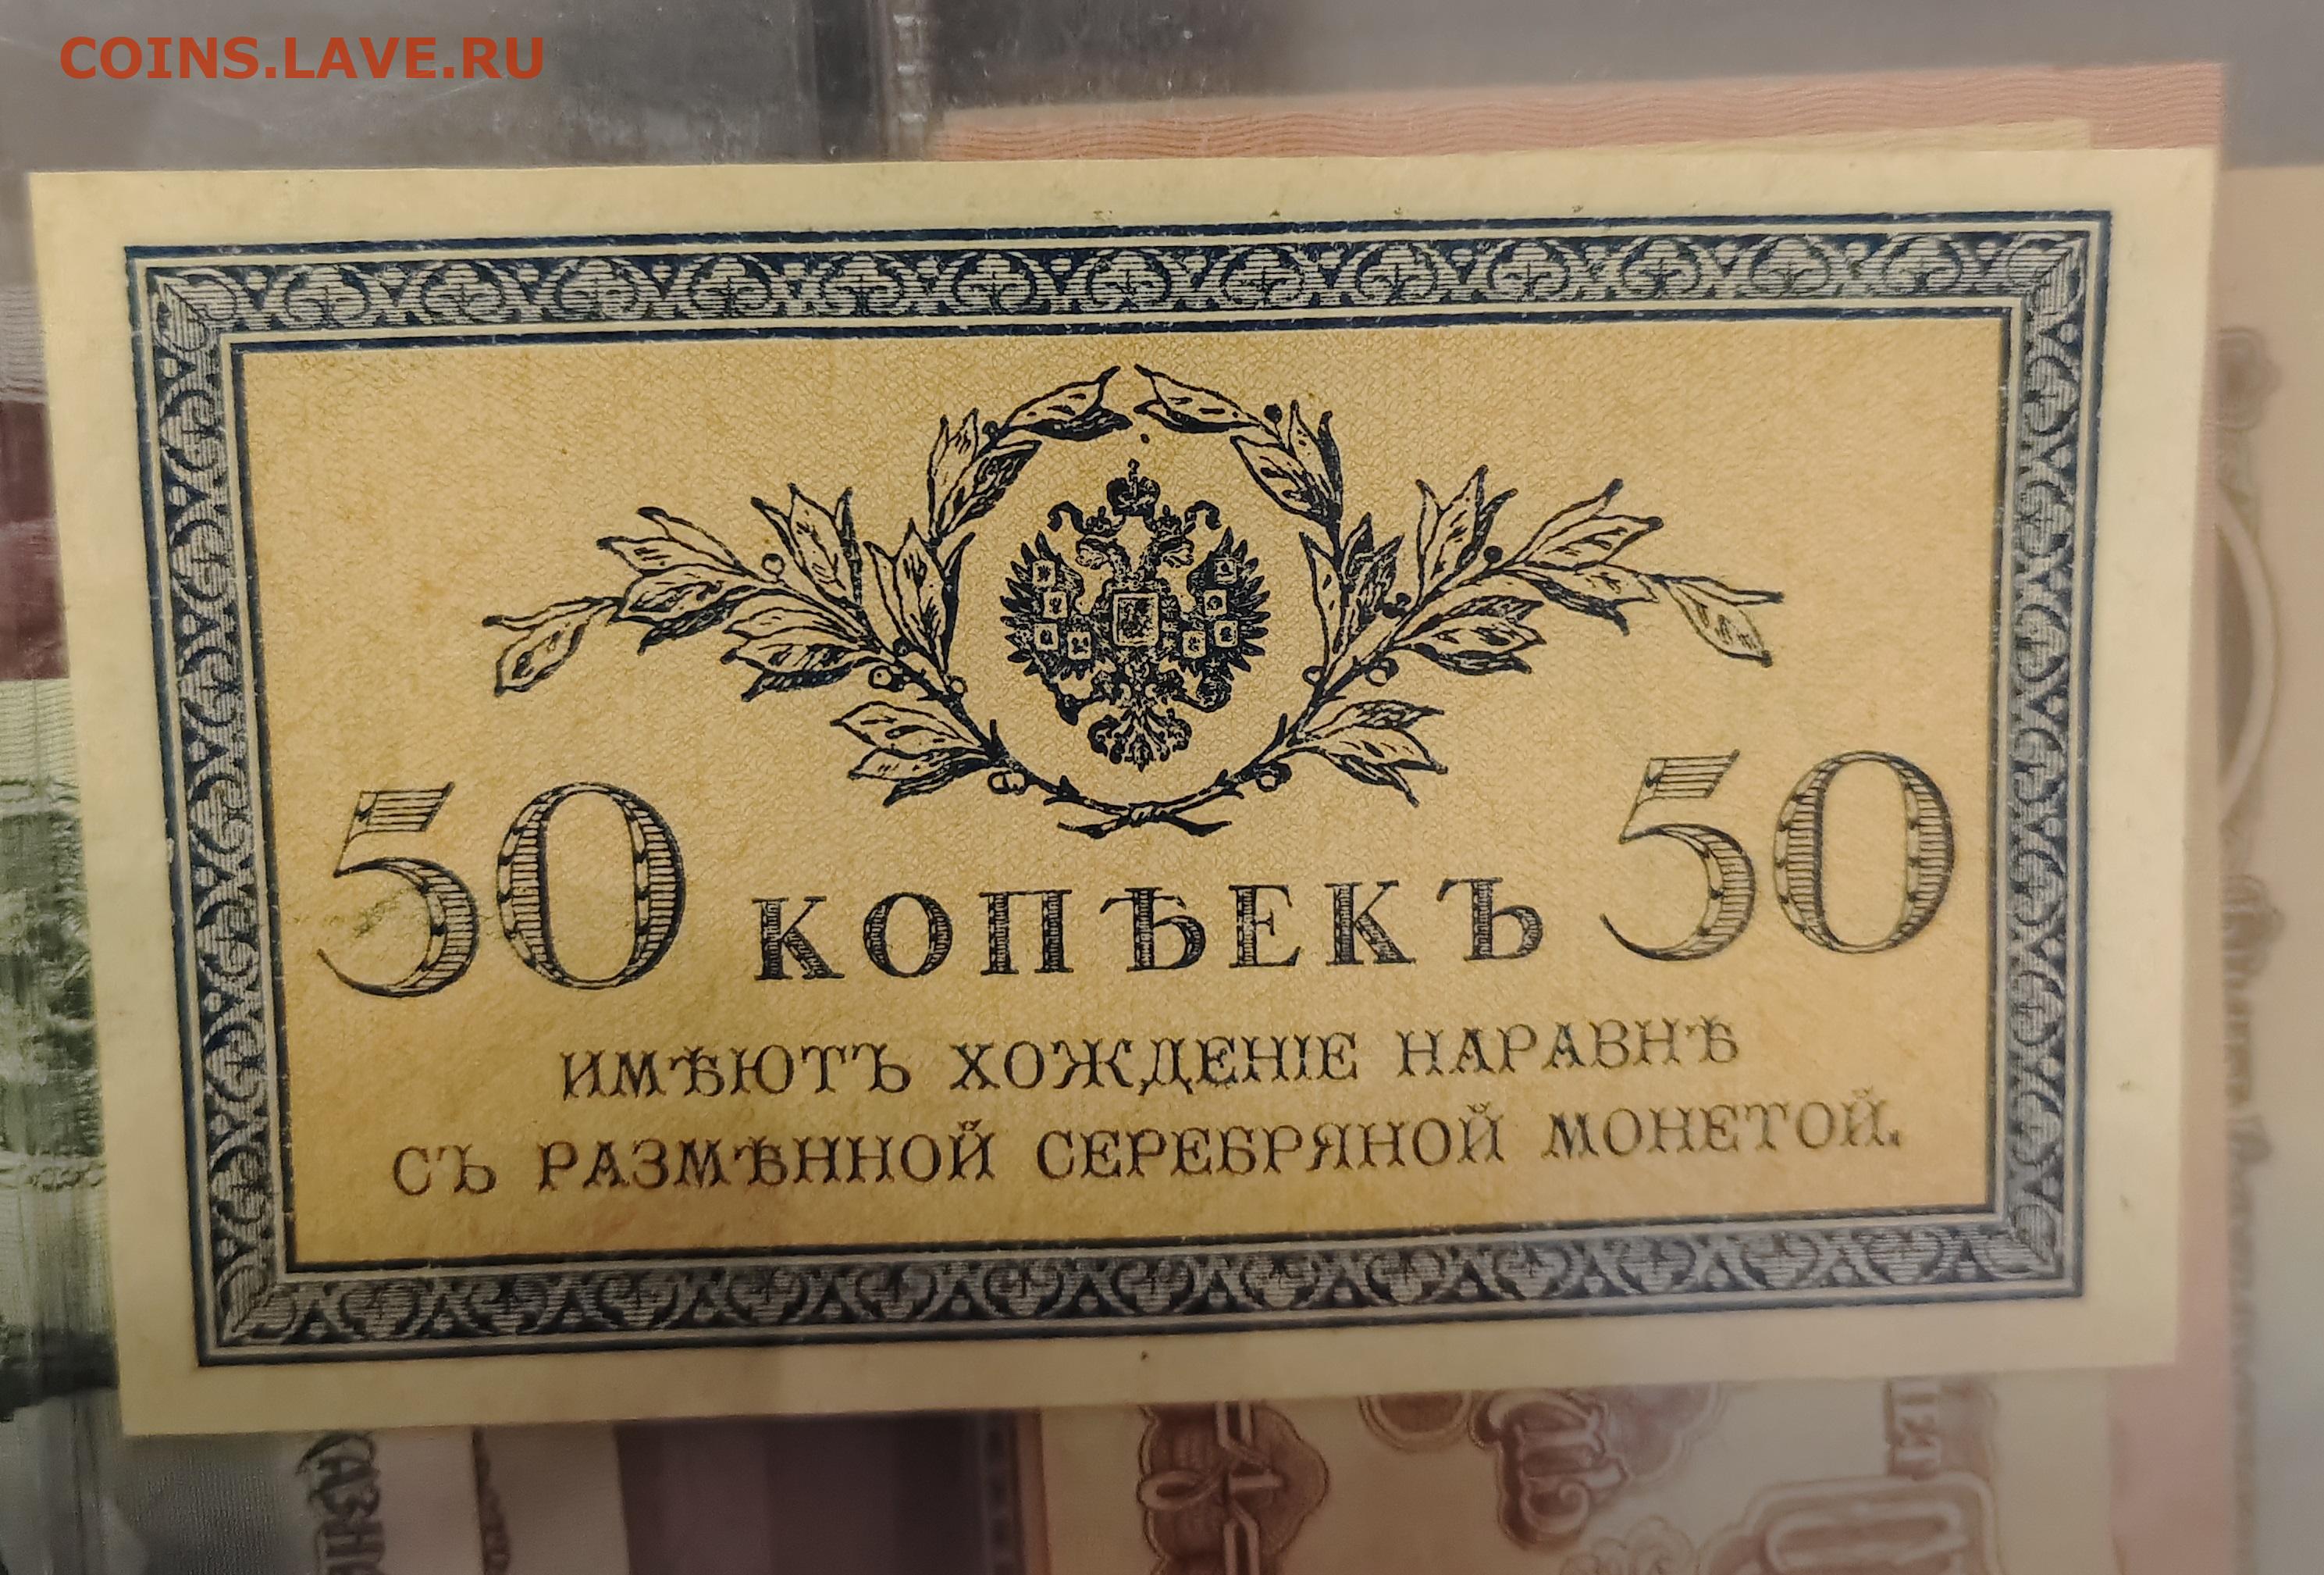 COINS.LAVE.RU
50 КОПѢЕКЪ 50
ИМѢЮТЪ ХОЖДЕНІЕ НАРАВНѢ
СЪ РАЗМѢННОЙ СЕРЕБРЯНОЙ МОНЕТОЙ.